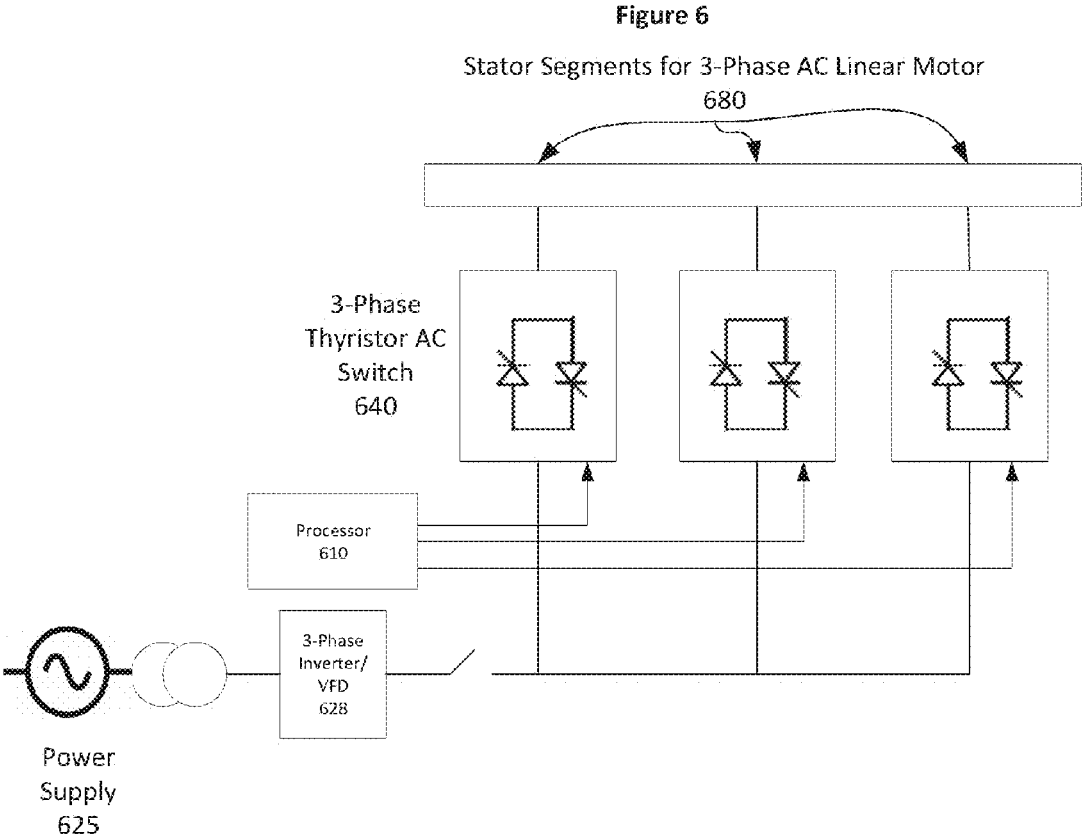 Figure 6
Stator Segments for 3-Phase AC Linear Motor
680
3-Phase
Thyristor AC
Switch
640
Processor
610
3-Phase
Inverter/
VFD
628
Power
Supply
625